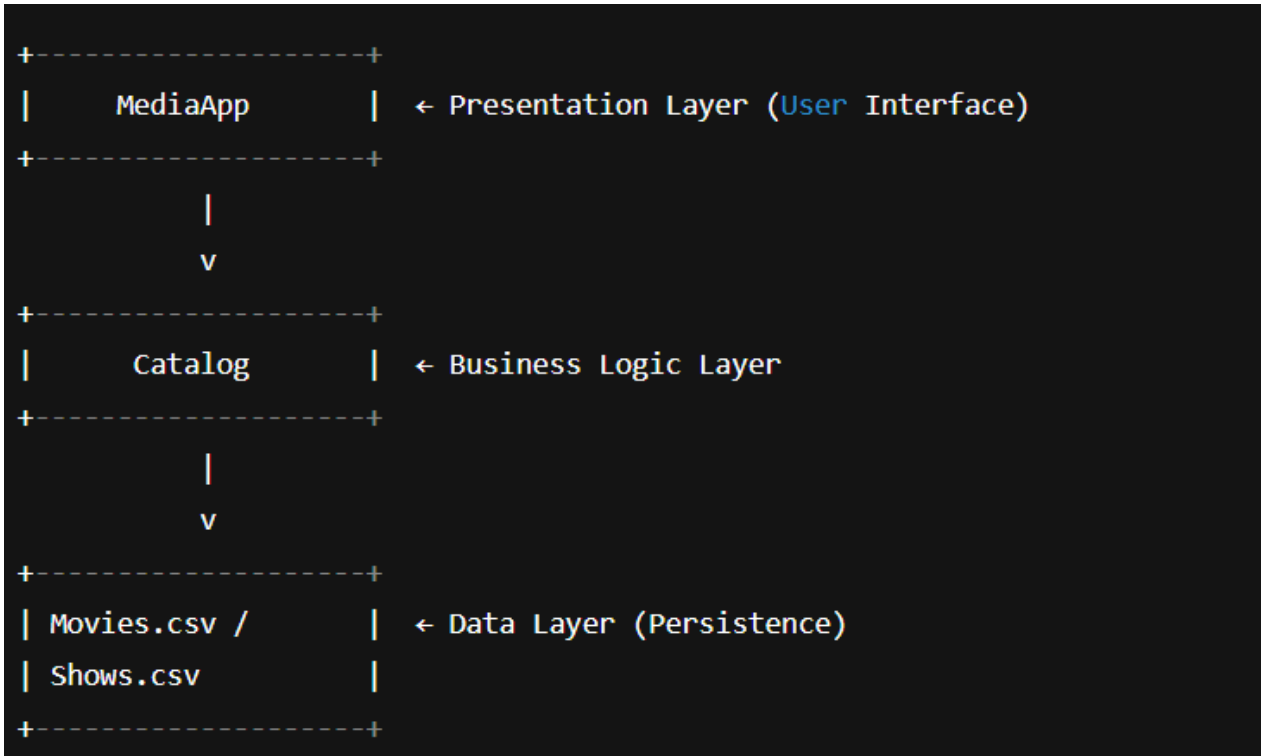 +--------------------+
|     MediaApp       |  ← Presentation Layer (User Interface)
+--------------------+
          |
          v
+--------------------+
|      Catalog       |  ← Business Logic Layer
+--------------------+
          |
          v
+--------------------+
| Movies.csv /       |  ← Data Layer (Persistence)
| Shows.csv          |
+--------------------+